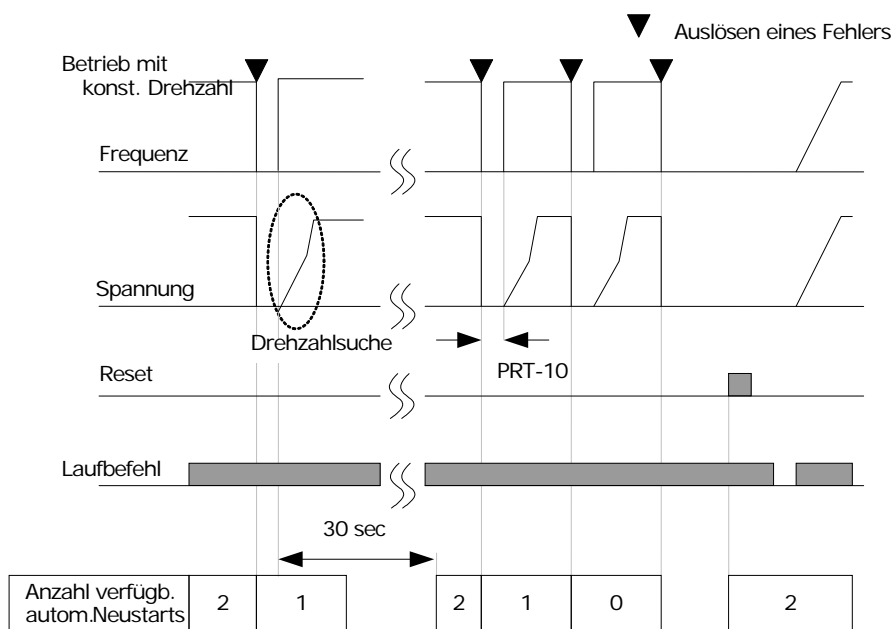 Auslösen eines Fehlers
Betrieb mit
konst. Drehzahl
Frequenz
Spannung
Drehzahlsuche
PRT-10
Reset
Laufbefehl
30 sec
Anzahl verfügb.
autom.Neustarts
2 1 2 1 0 2